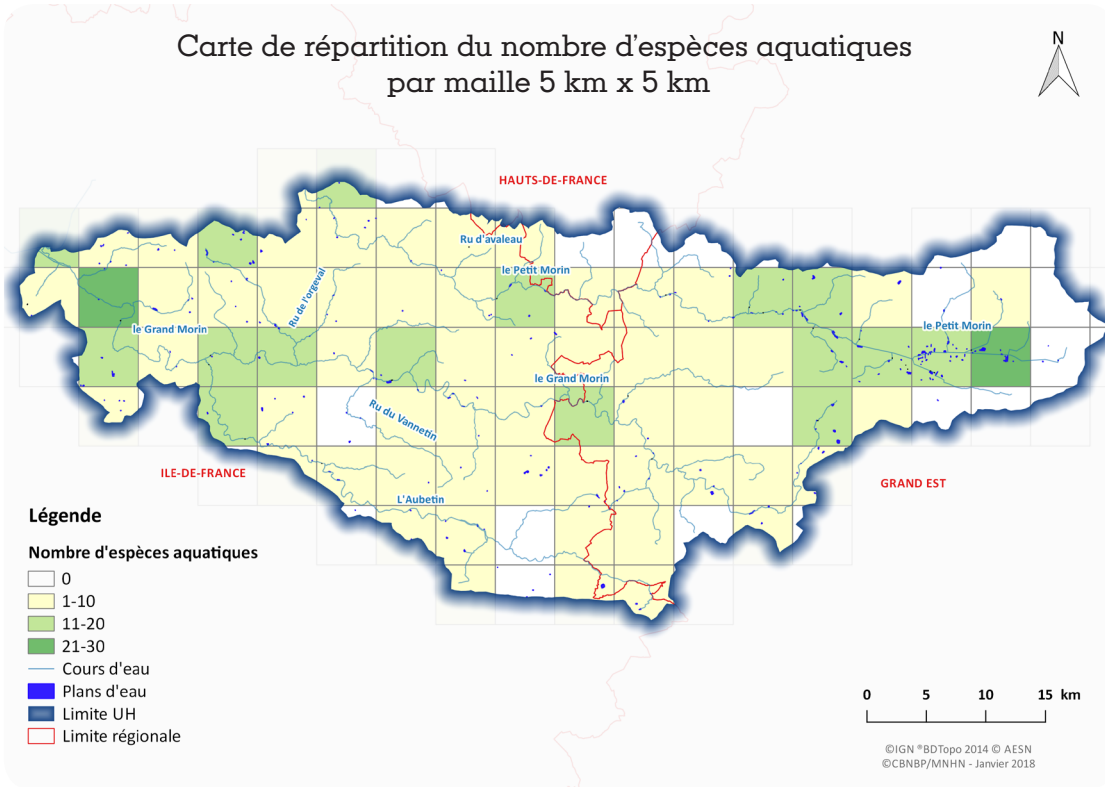 Carte de répartition du nombre d'espèces aquatiques
par maille 5 km x 5 km
N
HAUTS-DE-FRANCE
Ru d'avaleau
le Petit Morin
Ru de l'orgeval
le Grand Morin
le Petit Morin
le Grand Morin
Ru du Vannetin
ILE-DE-FRANCE
GRAND EST
L'Aubetin
Légende
Nombre d'espèces aquatiques
0
1-10
11-20
21-30
Cours d'eau
Plans d'eau
Limite UH
Limite régionale
0 5 10 15 km
©IGN ®BDTopo 2014 © AESN
©CBNBP/MNHN - Janvier 2018